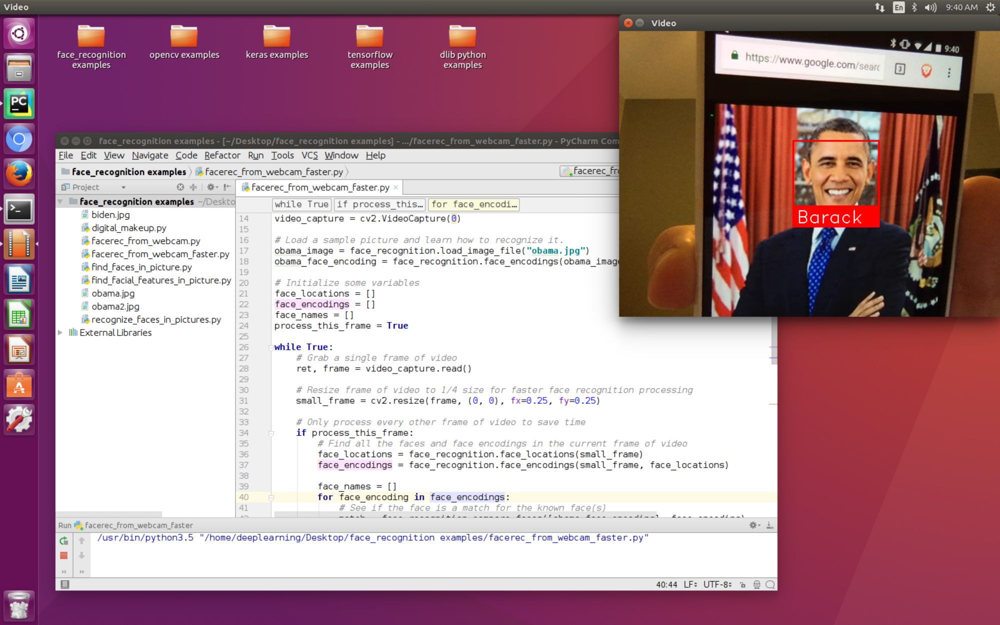 Video
En
9:40 AM
face_recognition
examples
opencv examples
keras examples
tensorflow
examples
dlib python
examples
Video
9:40
https://www.google.com/searc
3
Barack
face_recognition examples - [~/Desktop/face_recognition examples] - .../facerec_from_webcam_faster.py - PyCharm Com
File Edit View Navigate Code Refactor Run Tools VCS Window Help
face_recognition examples facerec_from_webcam_faster.py
facerec_fro
Project
face_recognition examples ~/Deskto
biden.jpg
digital_makeup.py
facerec_from_webcam.py
facerec_from_webcam_faster.py
find_faces_in_picture.py
find_facial_features_in_picture.py
obama.jpg
obama2.jpg
recognize_faces_in_pictures.py
External Libraries
facerec_from_webcam_faster.py
while True if process_this… for face_encodi…
14 video_capture = cv2.VideoCapture(0)
15
16 # Load a sample picture and learn how to recognize it.
17 obama_image = face_recognition.load_image_file("obama.jpg")
18 obama_face_encoding = face_recognition.face_encodings(obama_image
19
20 # Initialize some variables
21 face_locations = []
22 face_encodings = []
23 face_names = []
24 process_this_frame = True
25
26 while True:
27 # Grab a single frame of video
28 ret, frame = video_capture.read()
29
30 # Resize frame of video to 1/4 size for faster face recognition processing
31 small_frame = cv2.resize(frame, (0, 0), fx=0.25, fy=0.25)
32
33 # Only process every other frame of video to save time
34 if process_this_frame:
35 # Find all the faces and face encodings in the current frame of video
36 face_locations = face_recognition.face_locations(small_frame)
37 face_encodings = face_recognition.face_encodings(small_frame, face_locations)
38
39 face_names = []
40 for face_encoding in face_encodings:
41 # See if the face is a match for the known face(s)
Run facerec_from_webcam_faster
/usr/bin/python3.5 "/home/deeplearning/Desktop/face_recognition examples/facerec_from_webcam_faster.py"
40:44 LF UTF-8
PC